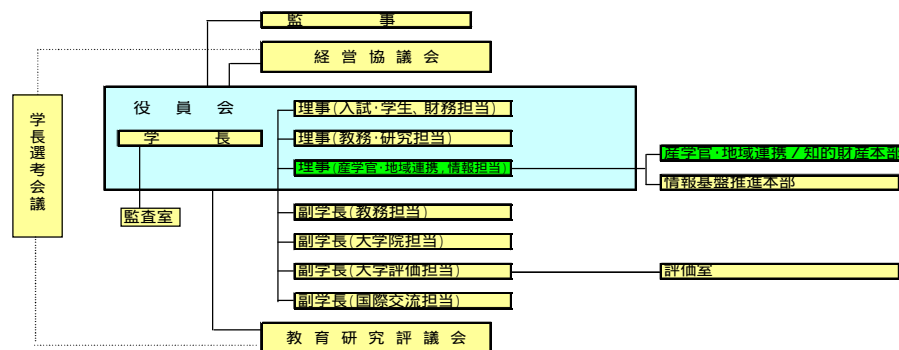 監事
経営協議会
学長選考会議
役員会
学長
監査室
理事(入試・学生、財務担当)
理事(教務・研究担当)
理事(産学官・地域連携，情報担当)
産学官・地域連携／知的財産本部
情報基盤推進本部
副学長(教務担当)
副学長(大学院担当)
副学長(大学評価担当)
評価室
副学長(国際交流担当)
教育研究評議会